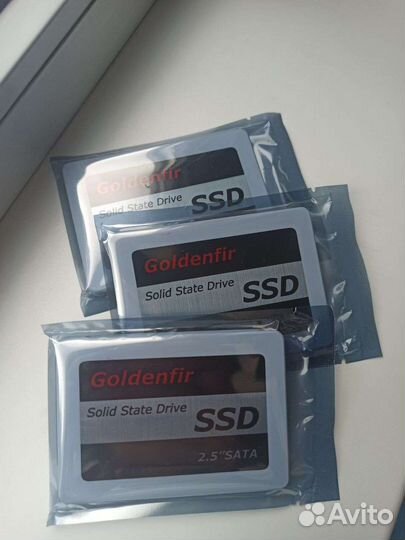 Goldenfir
Solid State Drive
SSD
Goldenfir
Solid State Drive
SSD
Goldenfir
Solid State Drive
SSD
2.5"SATA
Avito